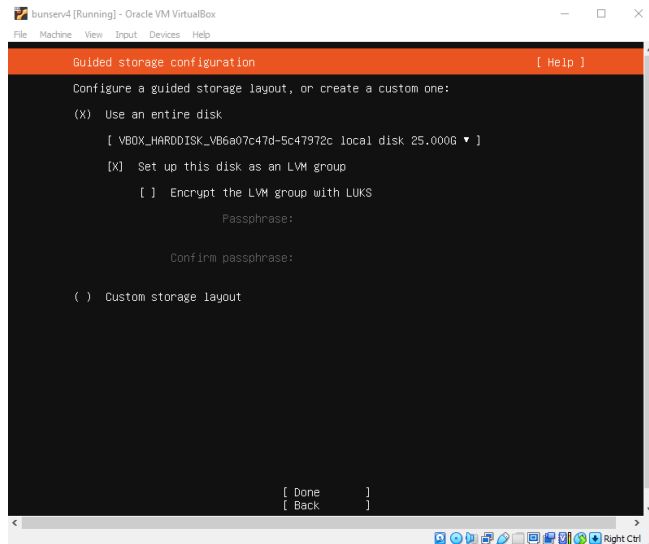 bunserv4 [Running] - Oracle VM VirtualBox
File Machine View Input Devices Help
Guided storage configuration [ Help ]
Configure a guided storage layout, or create a custom one:
(X) Use an entire disk
[ VBOX_HARDDISK_VB6a07c47d-5c47972c local disk 25.000G ▾ ]
[X] Set up this disk as an LVM group
[ ] Encrypt the LVM group with LUKS
Passphrase:
Confirm passphrase:
( ) Custom storage layout
[ Done ]
[ Back ]
Right Ctrl